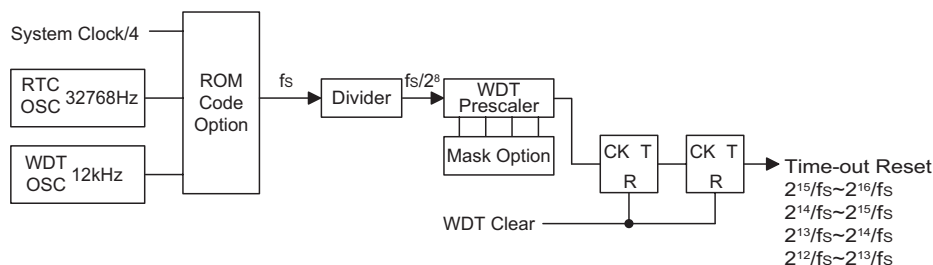 System Clock/4
RTC
OSC 32768Hz
WDT
OSC 12kHz
ROM
Code
Option
fS
Divider
fS/2⁸
WDT
Prescaler
Mask Option
CK T
R
CK T
R
WDT Clear
Time-out Reset
2¹⁵/fS~2¹⁶/fS
2¹⁴/fS~2¹⁵/fS
2¹³/fS~2¹⁴/fS
2¹²/fS~2¹³/fS